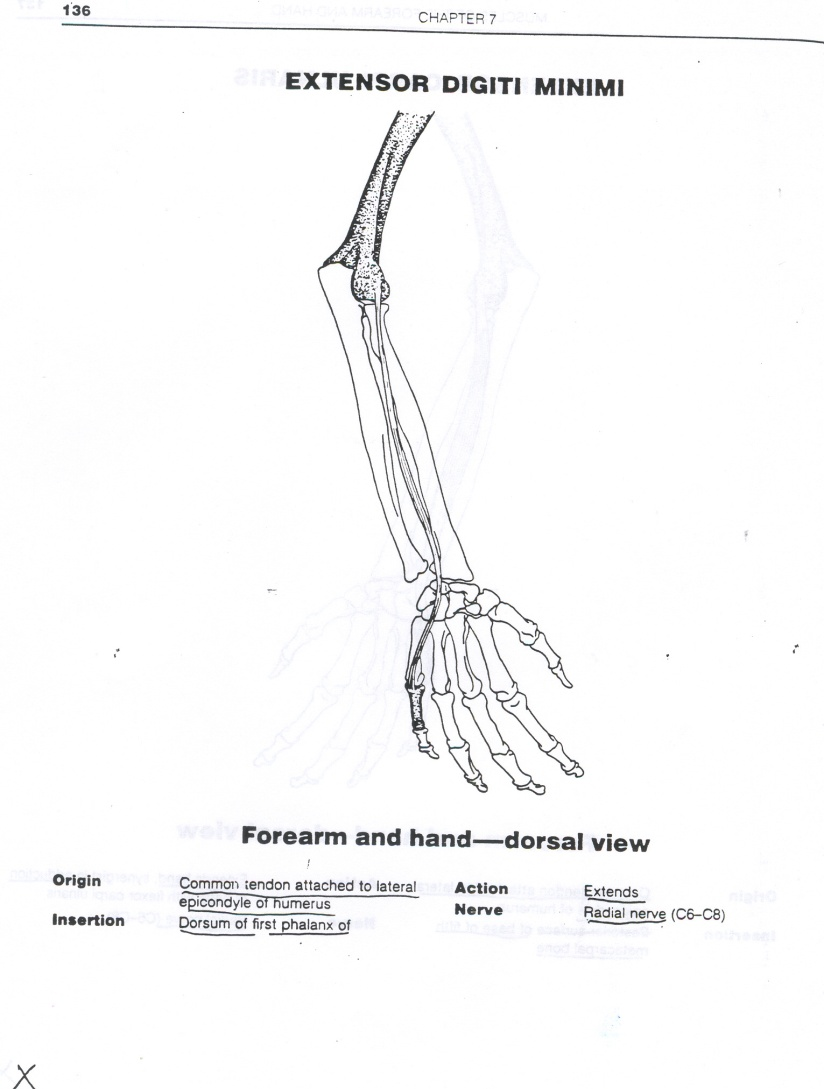 136
CHAPTER 7
EXTENSOR DIGITI MINIMI
Forearm and hand—dorsal view
Origin Common tendon attached to lateral
epicondyle of humerus
Insertion Dorsum of first phalanx of
Action Extends
Nerve Radial nerve (C6–C8)
X